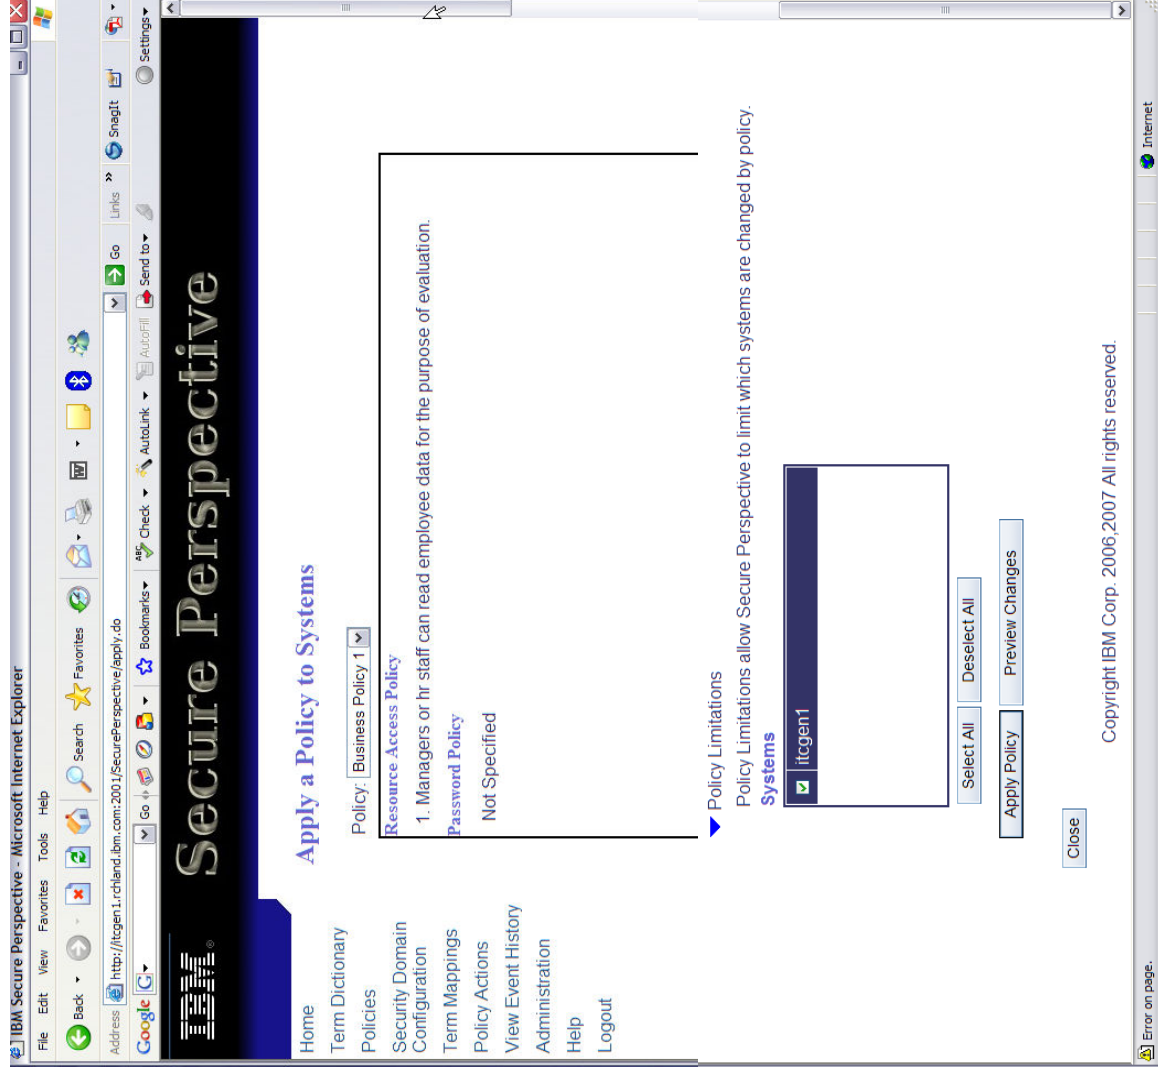 IBM Secure Perspective - Microsoft Internet Explorer
File Edit View Favorites Tools Help
Back Search Favorites
Address http://itcgen1.rchland.ibm.com:2001/SecurePerspective/apply.do Go Links » SnagIt
Google G Go Bookmarks Check AutoLink AutoFill Send to Settings
IBM® Secure Perspective
Home
Term Dictionary
Policies
Security Domain
Configuration
Term Mappings
Policy Actions
View Event History
Administration
Help
Logout
Apply a Policy to Systems
Policy: Business Policy 1
Resource Access Policy
1. Managers or hr staff can read employee data for the purpose of evaluation.
Password Policy
Not Specified
Policy Limitations
Policy Limitations allow Secure Perspective to limit which systems are changed by policy.
Systems
itcgen1
Select All Deselect All
Apply Policy Preview Changes
Close
Copyright IBM Corp. 2006,2007 All rights reserved.
Error on page. Internet